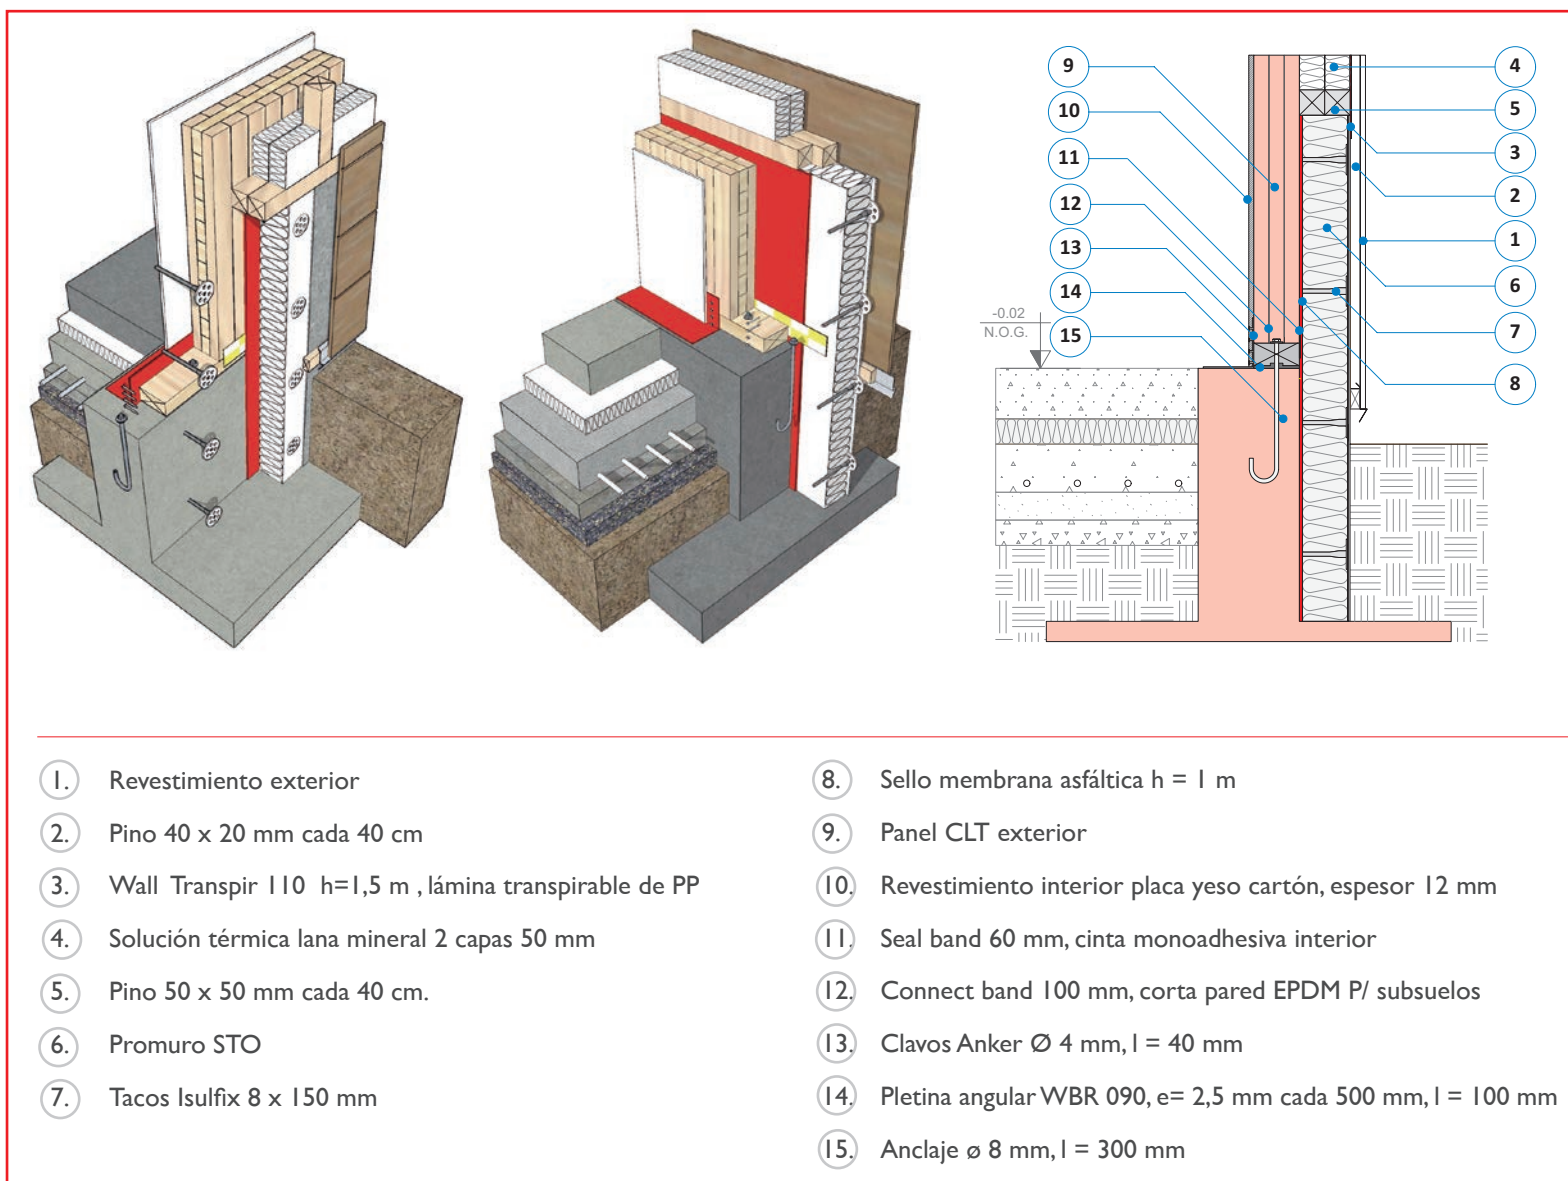 9
10
11
12
13
14
15
-0.02
N.O.G.
4
5
3
2
1
6
7
8
1. Revestimiento exterior
2. Pino 40 x 20 mm cada 40 cm
3. Wall Transpir 110 h=1,5 m , lámina transpirable de PP
4. Solución térmica lana mineral 2 capas 50 mm
5. Pino 50 x 50 mm cada 40 cm.
6. Promuro STO
7. Tacos Isulfix 8 x 150 mm
8. Sello membrana asfáltica h = 1 m
9. Panel CLT exterior
10. Revestimiento interior placa yeso cartón, espesor 12 mm
11. Seal band 60 mm, cinta monoadhesiva interior
12. Connect band 100 mm, corta pared EPDM P/ subsuelos
13. Clavos Anker Ø 4 mm, l = 40 mm
14. Pletina angular WBR 090, e= 2,5 mm cada 500 mm, l = 100 mm
15. Anclaje ø 8 mm, l = 300 mm